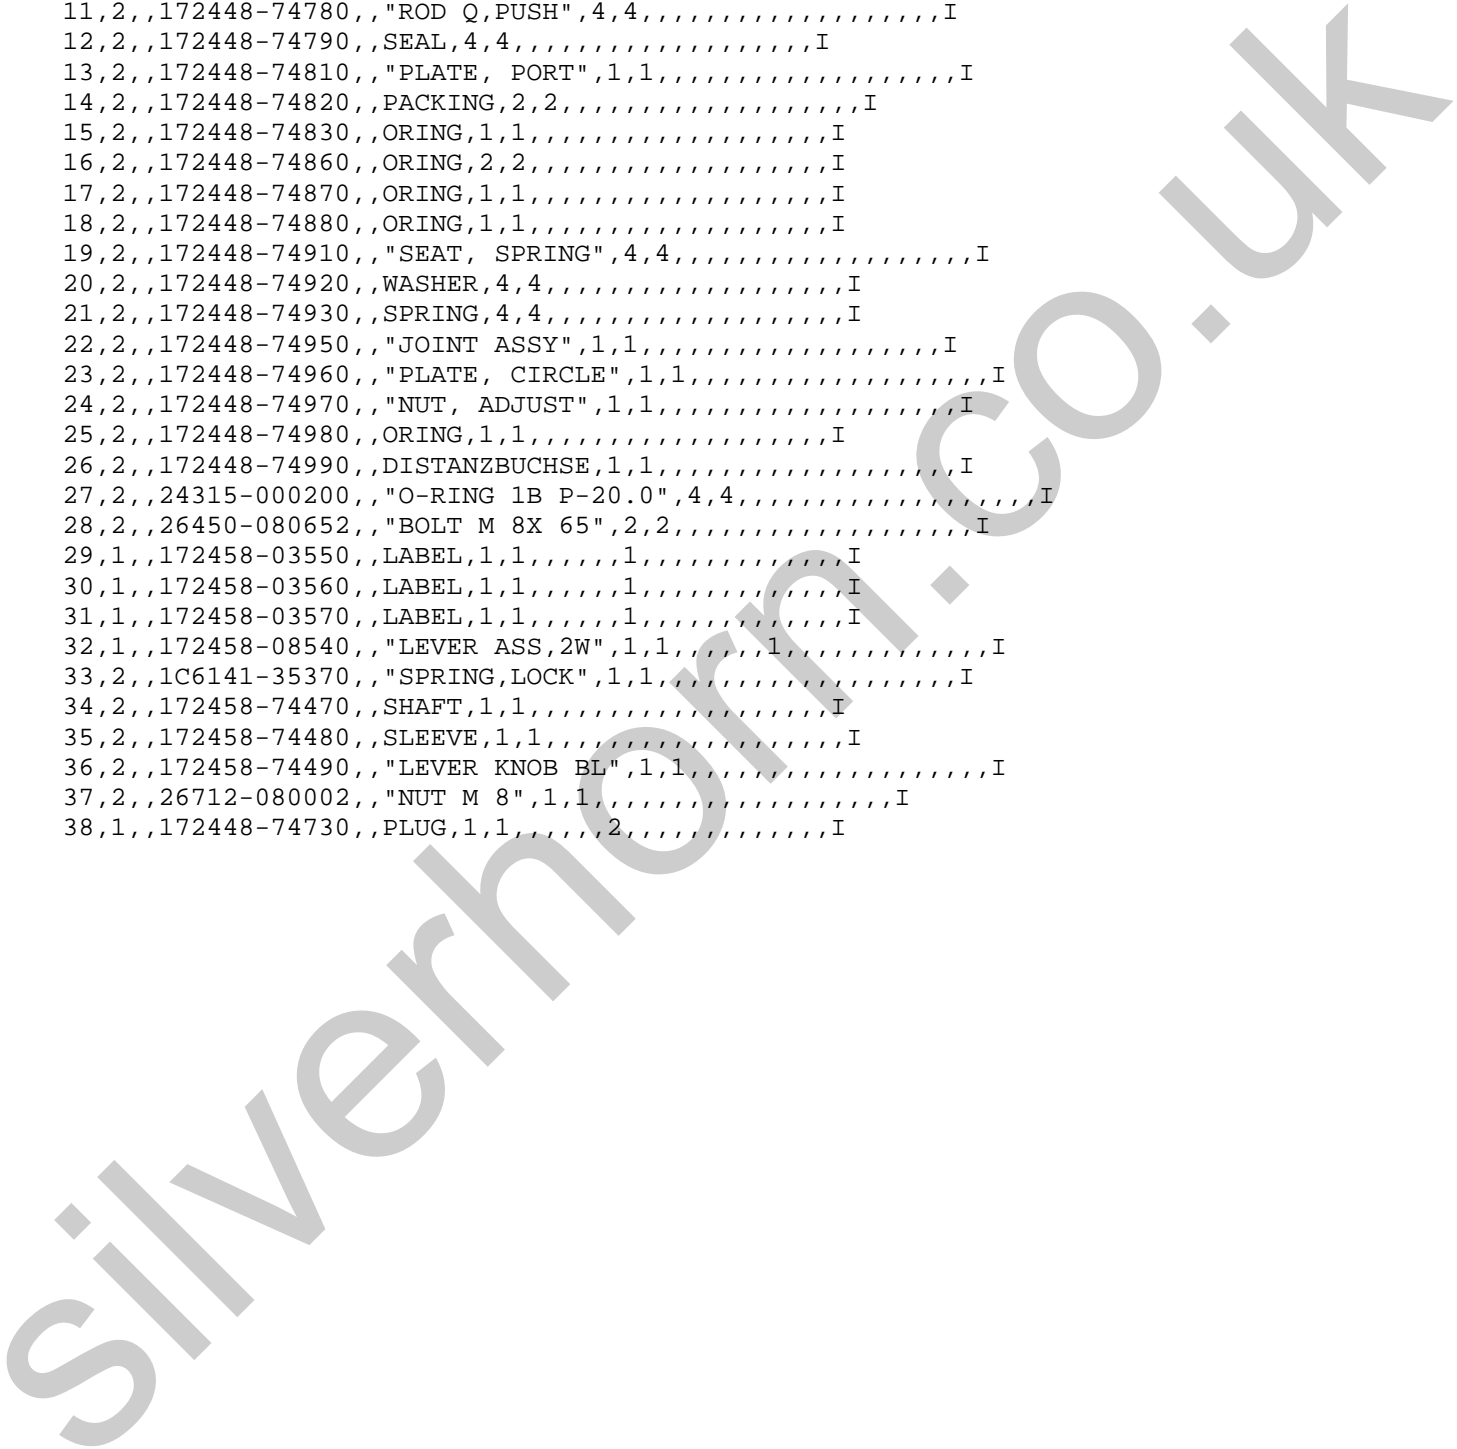 11,2,,172448-74780,,"ROD Q,PUSH",4,4,,,,,,,,,,,,,,,,,,,I
12,2,,172448-74790,,SEAL,4,4,,,,,,,,,,,,,,,,,,,I
13,2,,172448-74810,,"PLATE, PORT",1,1,,,,,,,,,,,,,,,,,,,I
14,2,,172448-74820,,PACKING,2,2,,,,,,,,,,,,,,,,,,,I
15,2,,172448-74830,,ORING,1,1,,,,,,,,,,,,,,,,,,,I
16,2,,172448-74860,,ORING,2,2,,,,,,,,,,,,,,,,,,,I
17,2,,172448-74870,,ORING,1,1,,,,,,,,,,,,,,,,,,,I
18,2,,172448-74880,,ORING,1,1,,,,,,,,,,,,,,,,,,,I
19,2,,172448-74910,,"SEAT, SPRING",4,4,,,,,,,,,,,,,,,,,,,I
20,2,,172448-74920,,WASHER,4,4,,,,,,,,,,,,,,,,,,,I
21,2,,172448-74930,,SPRING,4,4,,,,,,,,,,,,,,,,,,,I
22,2,,172448-74950,,"JOINT ASSY",1,1,,,,,,,,,,,,,,,,,,,I
23,2,,172448-74960,,"PLATE, CIRCLE",1,1,,,,,,,,,,,,,,,,,,,I
24,2,,172448-74970,,"NUT, ADJUST",1,1,,,,,,,,,,,,,,,,,,,I
25,2,,172448-74980,,ORING,1,1,,,,,,,,,,,,,,,,,,,I
26,2,,172448-74990,,DISTANZBUCHSE,1,1,,,,,,,,,,,,,,,,,,,I
27,2,,24315-000200,,"O-RING 1B P-20.0",4,4,,,,,,,,,,,,,,,,,,,I
28,2,,26450-080652,,"BOLT M 8X 65",2,2,,,,,,,,,,,,,,,,,,,I
29,1,,172458-03550,,LABEL,1,1,,,,,,1,,,,,,,,,,,,,I
30,1,,172458-03560,,LABEL,1,1,,,,,,1,,,,,,,,,,,,,I
31,1,,172458-03570,,LABEL,1,1,,,,,,1,,,,,,,,,,,,,I
32,1,,172458-08540,,"LEVER ASS,2W",1,1,,,,,,1,,,,,,,,,,,,,I
33,2,,1C6141-35370,,"SPRING,LOCK",1,1,,,,,,,,,,,,,,,,,,,I
34,2,,172458-74470,,SHAFT,1,1,,,,,,,,,,,,,,,,,,,I
35,2,,172458-74480,,SLEEVE,1,1,,,,,,,,,,,,,,,,,,,I
36,2,,172458-74490,,"LEVER KNOB BL",1,1,,,,,,,,,,,,,,,,,,,I
37,2,,26712-080002,,"NUT M 8",1,1,,,,,,,,,,,,,,,,,,,I
38,1,,172448-74730,,PLUG,1,1,,,,,,2,,,,,,,,,,,,,I
silverhorn.co.uk